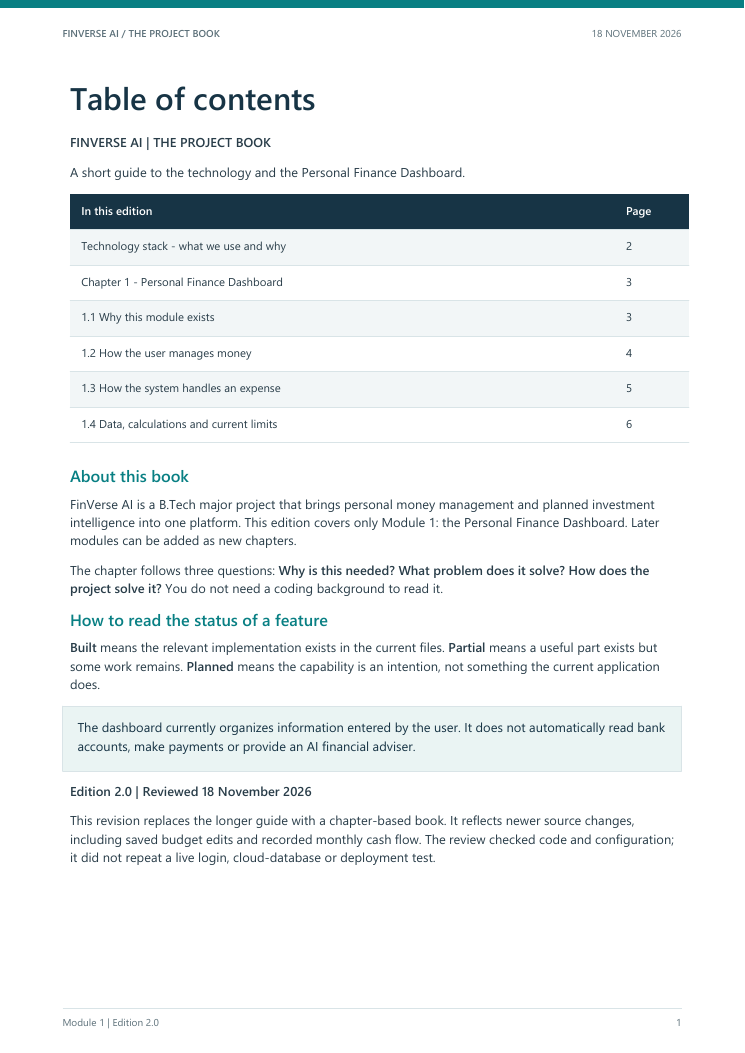 FINVERSE AI / THE PROJECT BOOK
18 NOVEMBER 2026
Table of contents
FINVERSE AI | THE PROJECT BOOK
A short guide to the technology and the Personal Finance Dashboard.
In this edition Page
Technology stack - what we use and why 2
Chapter 1 - Personal Finance Dashboard 3
1.1 Why this module exists 3
1.2 How the user manages money 4
1.3 How the system handles an expense 5
1.4 Data, calculations and current limits 6
About this book
FinVerse AI is a B.Tech major project that brings personal money management and planned investment
intelligence into one platform. This edition covers only Module 1: the Personal Finance Dashboard. Later
modules can be added as new chapters.
The chapter follows three questions: Why is this needed? What problem does it solve? How does the
project solve it? You do not need a coding background to read it.
How to read the status of a feature
Built means the relevant implementation exists in the current files. Partial means a useful part exists but
some work remains. Planned means the capability is an intention, not something the current application
does.
The dashboard currently organizes information entered by the user. It does not automatically read bank
accounts, make payments or provide an AI financial adviser.
Edition 2.0 | Reviewed 18 November 2026
This revision replaces the longer guide with a chapter-based book. It reflects newer source changes,
including saved budget edits and recorded monthly cash flow. The review checked code and configuration;
it did not repeat a live login, cloud-database or deployment test.
Module 1 | Edition 2.0
1